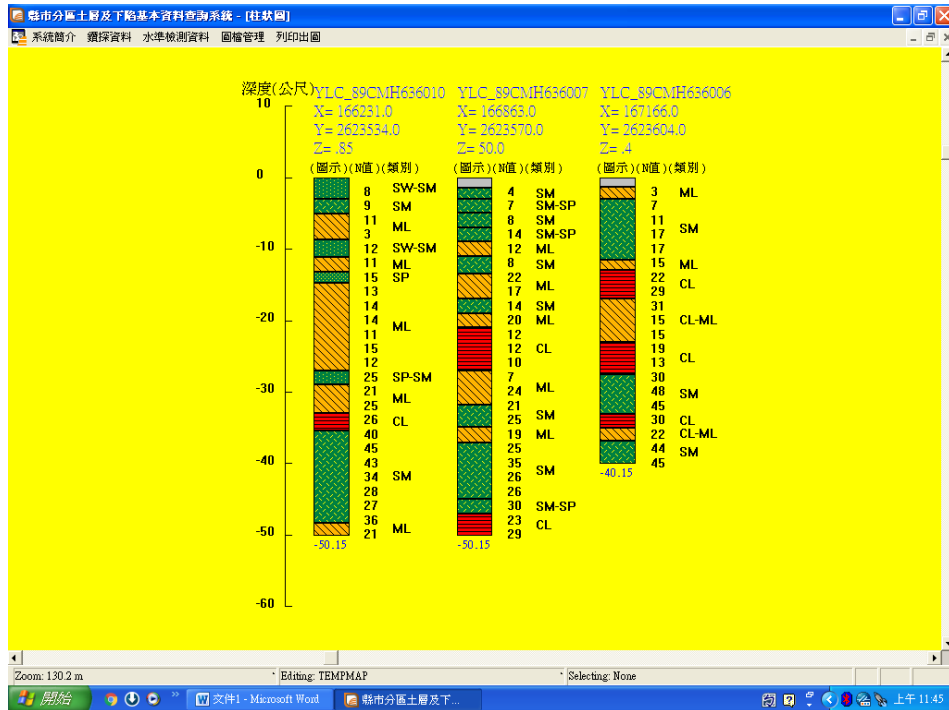 縣市分區土層及下陷基本資料查詢系統 - [柱狀圖]
系統簡介 鑽探資料 水準檢測資料 圖檔管理 列印出圖
深度(公尺)
10
0
-10
-20
-30
-40
-50
-60
YLC_89CMH636010
X= 166231.0
Y= 2623534.0
Z= .85
(圖示)(N值)(類別)
8 SW-SM
9 SM
11
ML
3
12 SW-SM
11 ML
15 SP
13
14
14
ML
11
15
12
25 SP-SM
21
ML
25
26 CL
40
45
43
34 SM
28
27
36
ML
21
-50.15
YLC_89CMH636007
X= 166863.0
Y= 2623570.0
Z= 50.0
(圖示)(N值)(類別)
4 SM
7 SM-SP
8 SM
14 SM-SP
12 ML
8 SM
22
ML
17
14 SM
20 ML
12
12 CL
10
7
24 ML
21
SM
25
19 ML
25
35
SM
26
26
30 SM-SP
23
CL
29
-50.15
YLC_89CMH636006
X= 167166.0
Y= 2623604.0
Z= .4
(圖示)(N值)(類別)
3 ML
7
11
SM
17
17
15 ML
22
CL
29
31
15 CL-ML
15
19
CL
13
30
48 SM
45
30 CL
22 CL-ML
44 SM
45
-40.15
Zoom: 130.2 m
Editing: TEMPMAP
Selecting: None
開始
文件1 - Microsoft Word
縣市分區土層及下...
上午 11:45